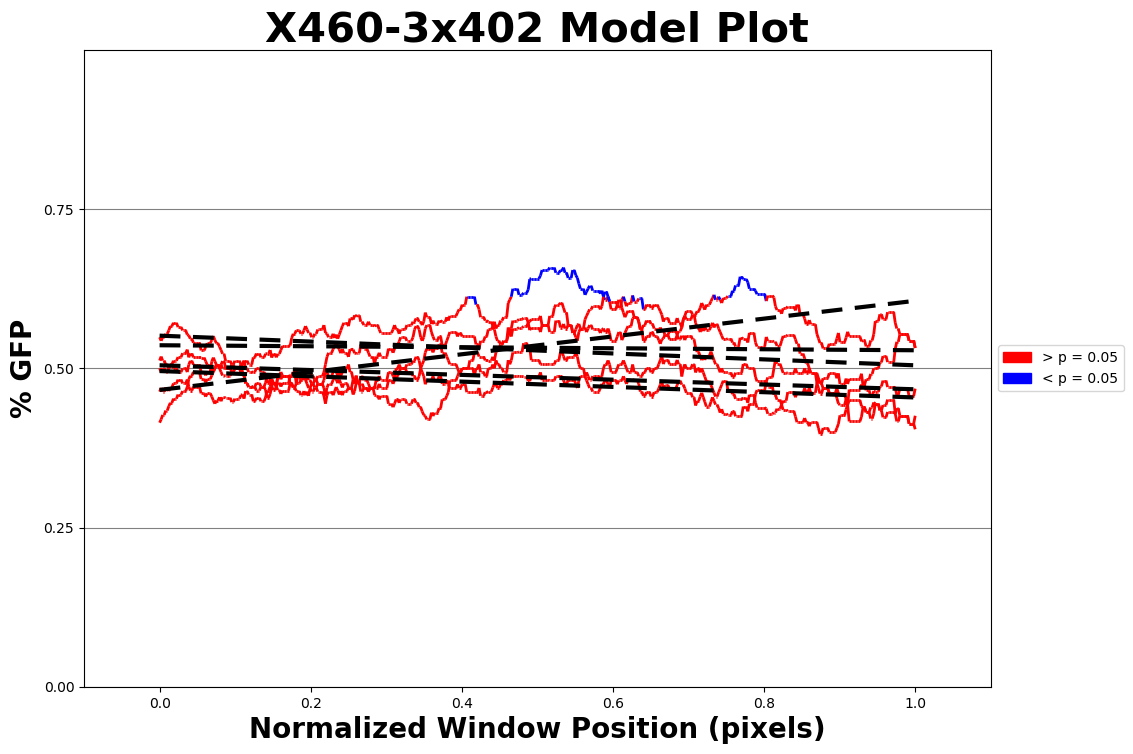 X460-3x402 Model Plot
% GFP
0.75
0.50
0.25
0.00
0.0 0.2 0.4 0.6 0.8 1.0
Normalized Window Position (pixels)
> p = 0.05
< p = 0.05